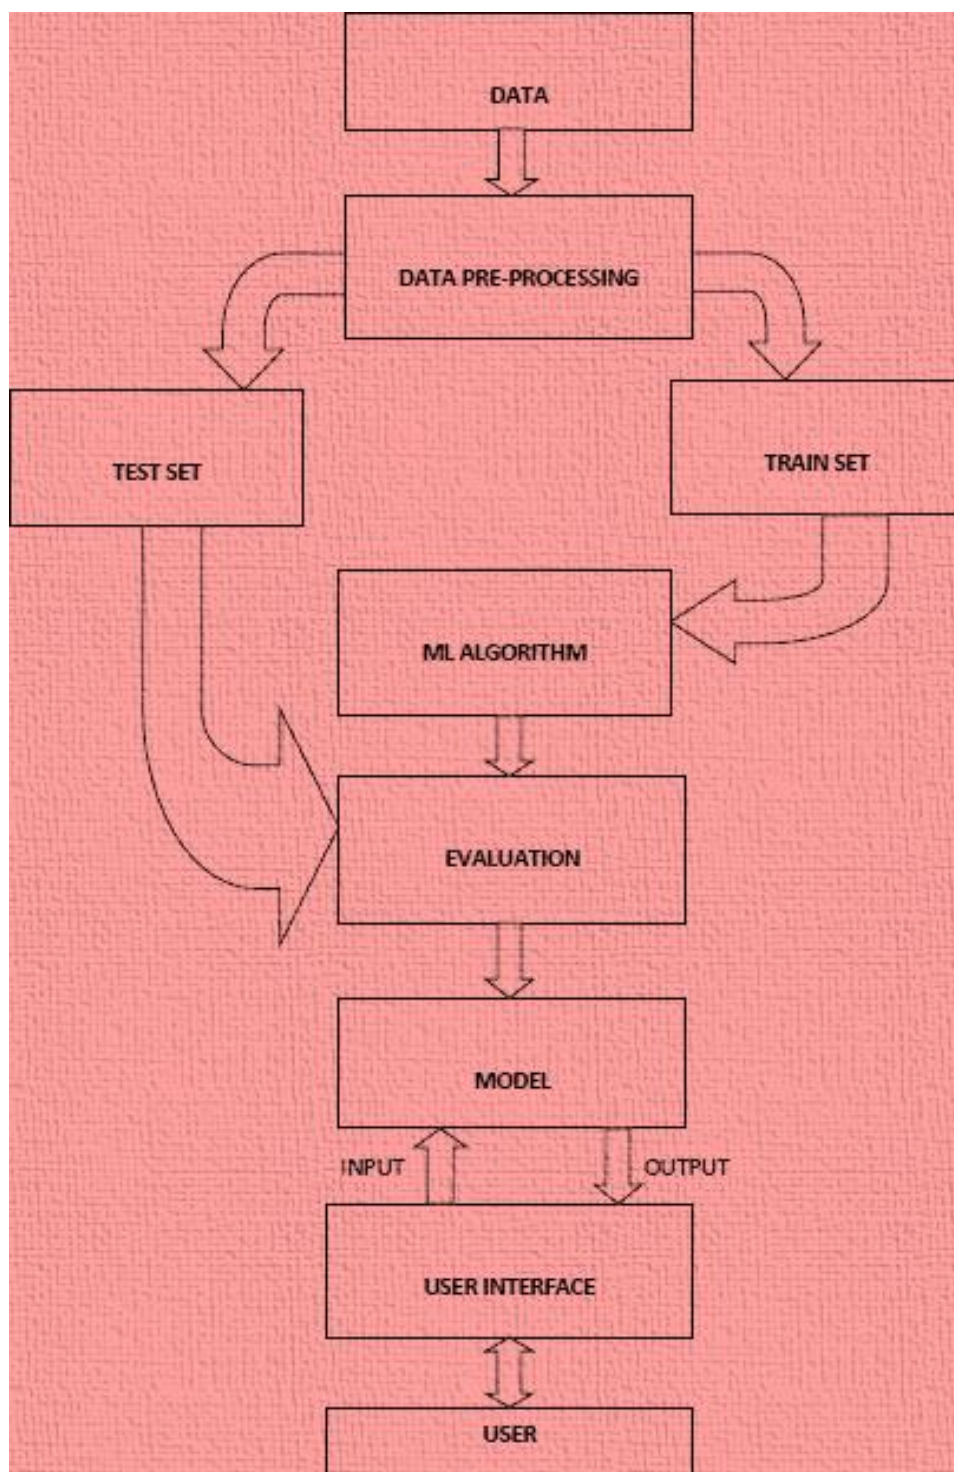 DATA
DATA PRE-PROCESSING
TEST SET
TRAIN SET
ML ALGORITHM
EVALUATION
MODEL
INPUT
OUTPUT
USER INTERFACE
USER